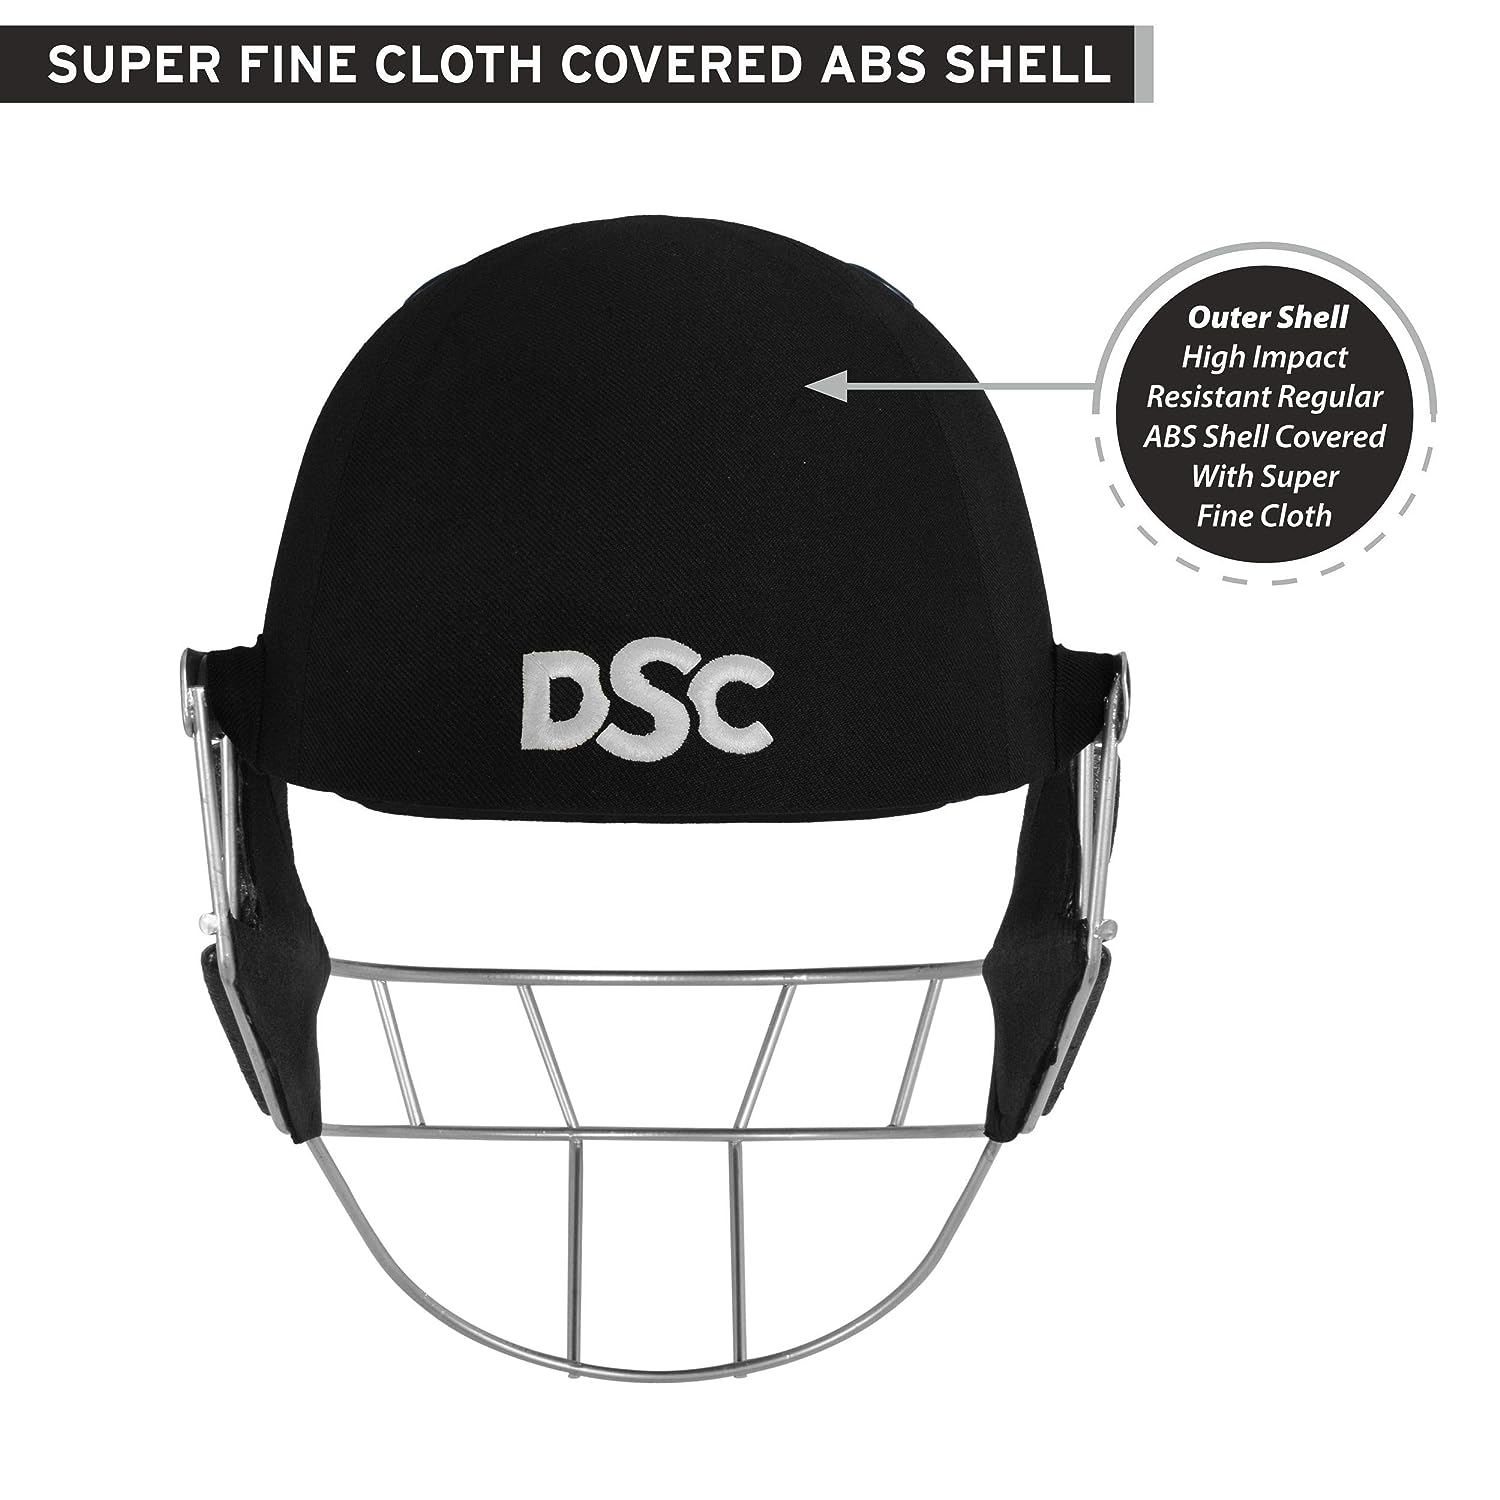 SUPER FINE CLOTH COVERED ABS SHELL
Outer Shell
High Impact
Resistant Regular
ABS Shell Covered
With Super
Fine Cloth
DSC